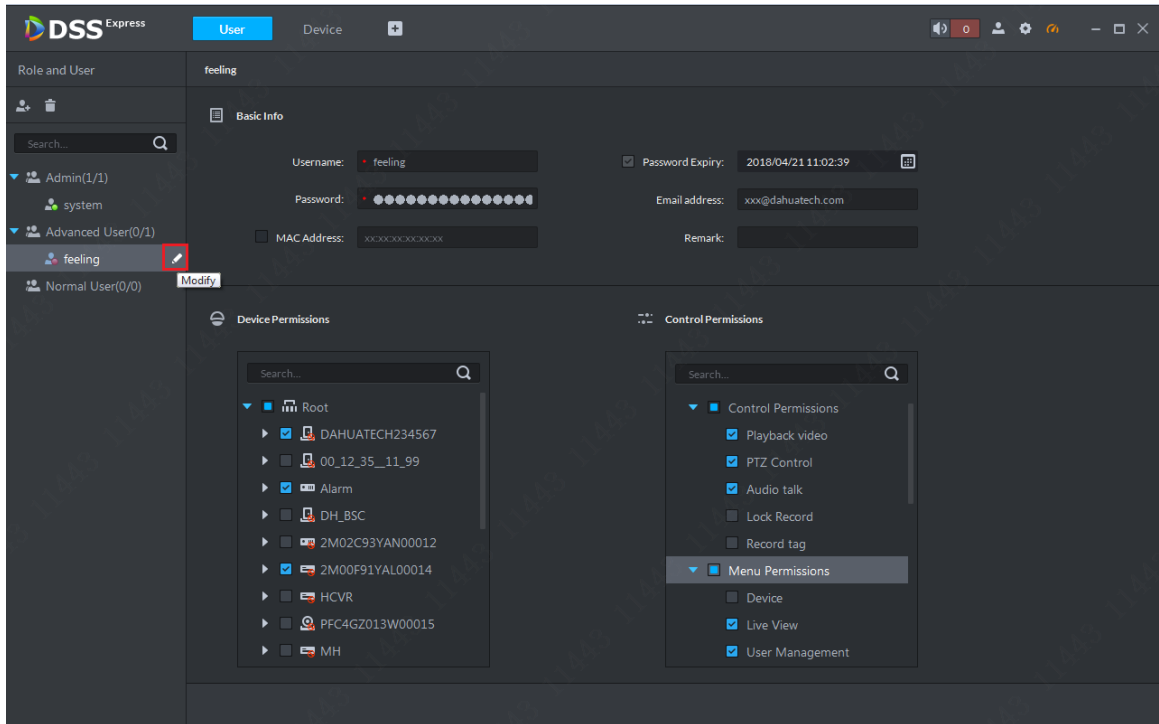 DSS Express
User
Device
0
Role and User
feeling
Basic Info
Search...
Username:
feeling
Password Expiry:
2018/04/21 11:02:39
Admin(1/1)
Password:
Email address:
xxx@dahuatech.com
system
Advanced User(0/1)
MAC Address:
xx:xx:xx:xx:xx:xx
Remark:
feeling
Modify
Normal User(0/0)
Device Permissions
Control Permissions
Search...
Search...
Root
DAHUATECH234567
00_12_35__11_99
Alarm
DH_BSC
2M02C93YAN00012
2M00F91YAL00014
HCVR
PFC4GZ013W00015
MH
Control Permissions
Playback video
PTZ Control
Audio talk
Lock Record
Record tag
Menu Permissions
Device
Live View
User Management
11443